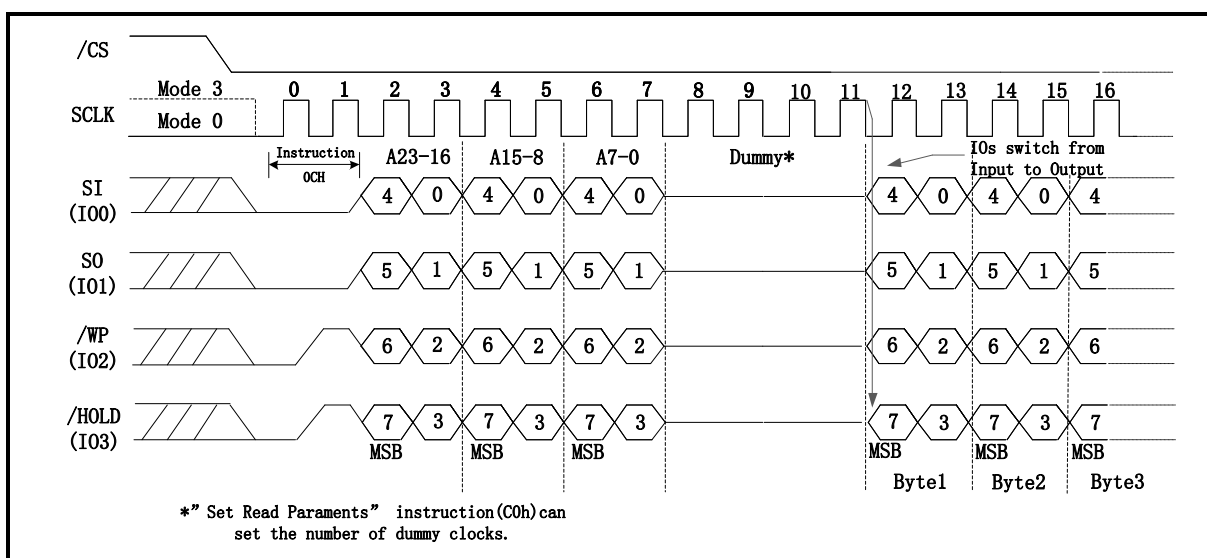 /CS
Mode 3
0 1 2 3 4 5 6 7 8 9 10 11 12 13 14 15 16
SCLK
Mode 0
Instruction
0CH
A23-16 A15-8 A7-0 Dummy*
IOs switch from
Input to Output
SI
(IO0)
4 0 4 0 4 0 4 0 4 0 4
SO
(IO1)
5 1 5 1 5 1 5 1 5 1 5
/WP
(IO2)
6 2 6 2 6 2 6 2 6 2 6
/HOLD
(IO3)
7 3 7 3 7 3 7 3 7 3 7
MSB MSB MSB MSB MSB MSB
Byte1 Byte2 Byte3
*” Set Read Paraments” instruction(C0h)can
set the number of dummy clocks.